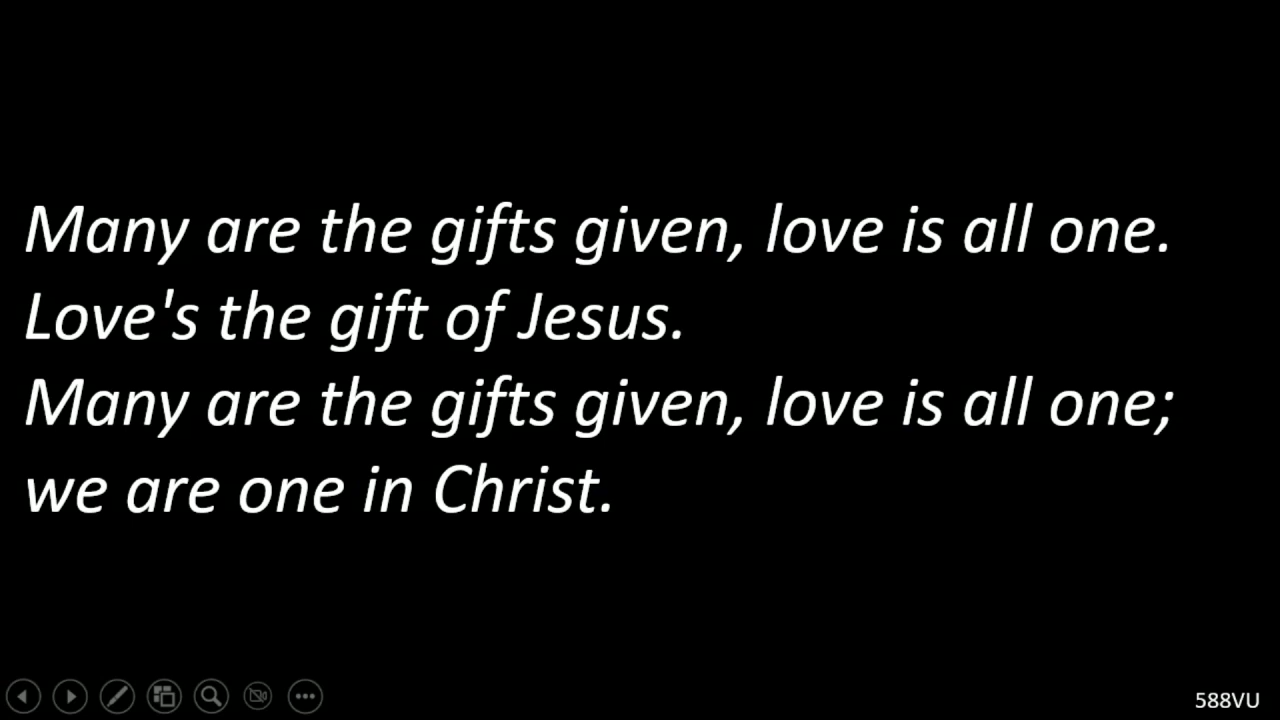 Many are the gifts given, love is all one.
Love's the gift of Jesus.
Many are the gifts given, love is all one;
we are one in Christ.
588VU